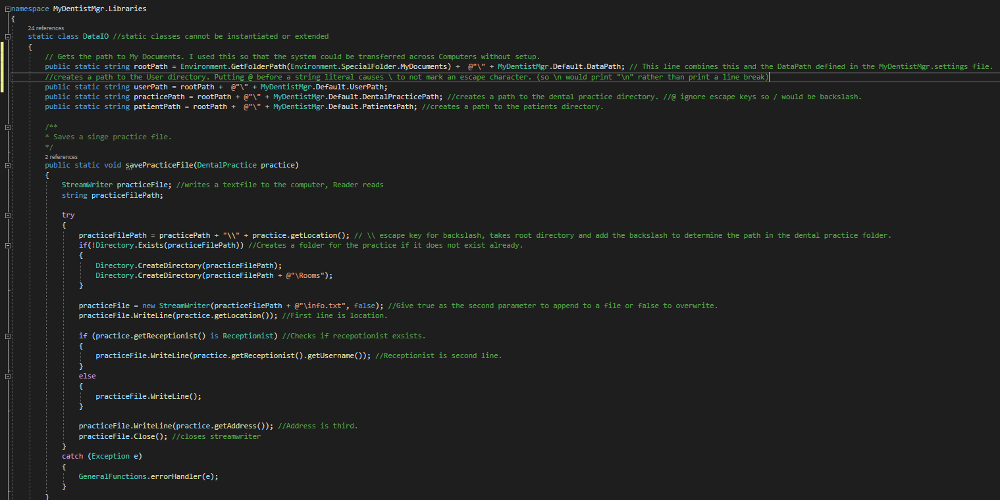 namespace MyDentistMgr.Libraries
{
24 references
static class DataIO //static classes cannot be instantiated or extended
{
// Gets the path to My Documents. I used this so that the system could be transferred across Computers without setup.
public static string rootPath = Environment.GetFolderPath(Environment.SpecialFolder.MyDocuments) +  @"\" + MyDentistMgr.Default.DataPath; // This line combines this and the DataPath defined in the MyDentistMgr.settings file.
//creates a path to the User directory. Putting @ before a string literal causes \ to not mark an escape character. (so \n would print "\n" rather than print a line break)
public static string userPath = rootPath +  @"\" + MyDentistMgr.Default.UserPath;
public static string practicePath = rootPath + @"\" + MyDentistMgr.Default.DentalPracticePath; //creates a path to the dental practice directory. //@ ignore escape keys so / would be backslash.
public static string patientPath = rootPath +  @"\" + MyDentistMgr.Default.PatientsPath; //creates a path to the patients directory.
/**
* Saves a singe practice file.
*/
2 references
public static void savePracticeFile(DentalPractice practice)
{
StreamWriter practiceFile; //writes a textfile to the computer, Reader reads
string practiceFilePath;
try
{
practiceFilePath = practicePath + "\\" + practice.getLocation(); // \\ escape key for backslash, takes root directory and add the backslash to determine the path in the dental practice folder.
if(!Directory.Exists(practiceFilePath)) //Creates a folder for the practice if it does not exist already.
{
Directory.CreateDirectory(practiceFilePath);
Directory.CreateDirectory(practiceFilePath + @"\Rooms");
}
practiceFile = new StreamWriter(practiceFilePath + @"\info.txt", false); //Give true as the second parameter to append to a file or false to overwrite.
practiceFile.WriteLine(practice.getLocation()); //First line is location.
if (practice.getReceptionist() is Receptionist) //Checks if recepotionist exsists.
{
practiceFile.WriteLine(practice.getReceptionist().getUsername()); //Receptionist is second line.
}
else
{
practiceFile.WriteLine();
}
practiceFile.WriteLine(practice.getAddress()); //Address is third.
practiceFile.Close(); //closes streamwriter
}
catch (Exception e)
{
GeneralFunctions.errorHandler(e);
}
}